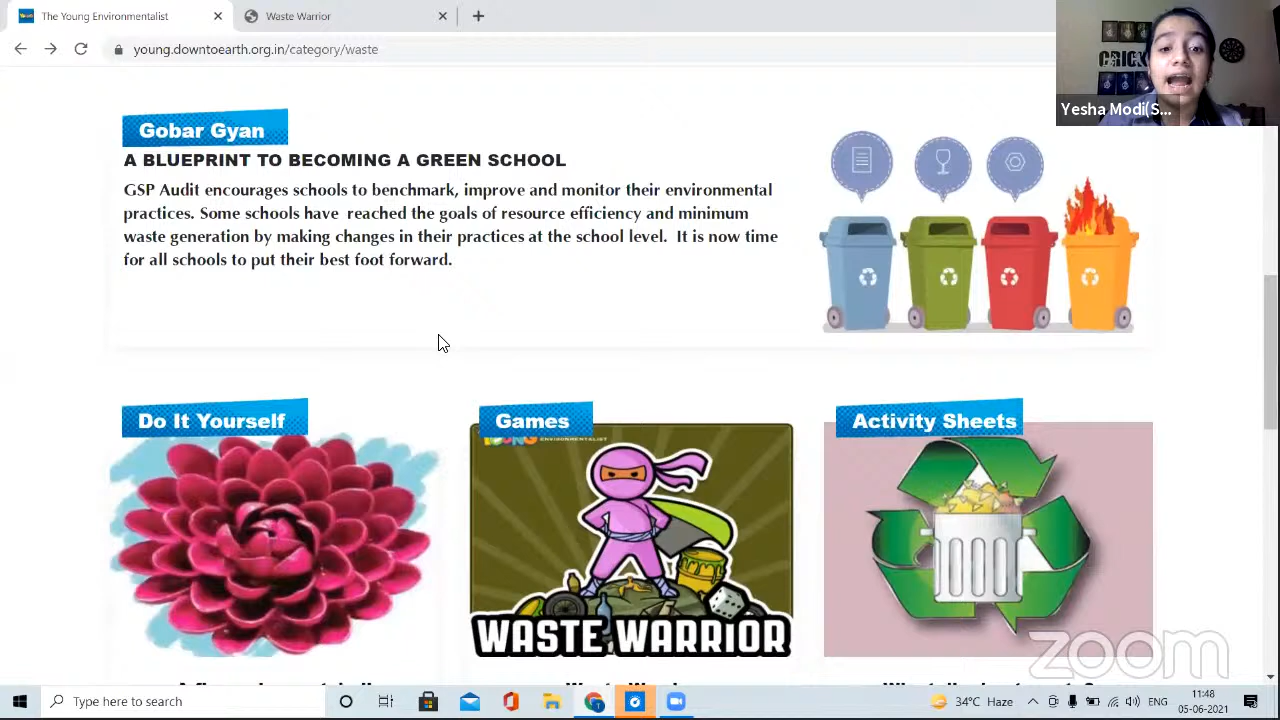 The Young Environmentalist
Waste Warrior
young.downtoearth.org.in/category/waste
CRICK
Yesha Modi(S...
Gobar Gyan
A BLUEPRINT TO BECOMING A GREEN SCHOOL
GSP Audit encourages schools to benchmark, improve and monitor their environmental
practices. Some schools have reached the goals of resource efficiency and minimum
waste generation by making changes in their practices at the school level. It is now time
for all schools to put their best foot forward.
Do It Yourself
Games
Activity Sheets
ENVIRONMENTALIST
WASTE WARRIOR
zoom
Type here to search
34°C Haze
ENG
11:48
05-06-2021